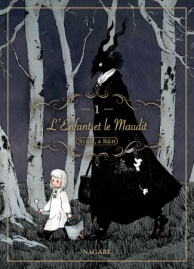 1
L'Enfant et le Maudit
Siúil, a Rún
NAGABE